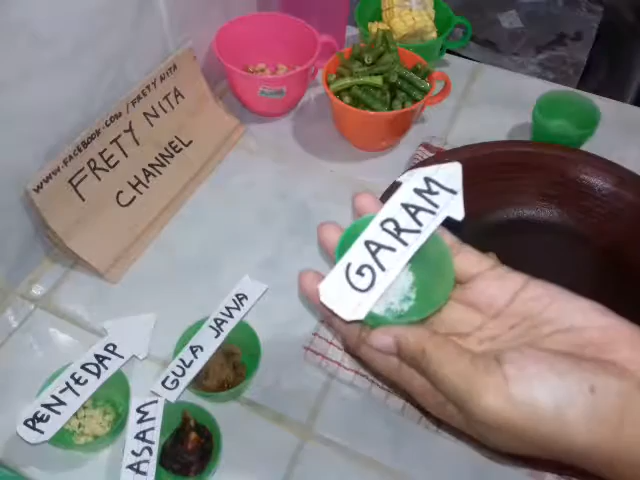 WWW.FACEBOOK.COM/FRETY NITA
FRETY NITA
CHANNEL
GARAM
GULA JAWA
PENYEDAP
ASAM